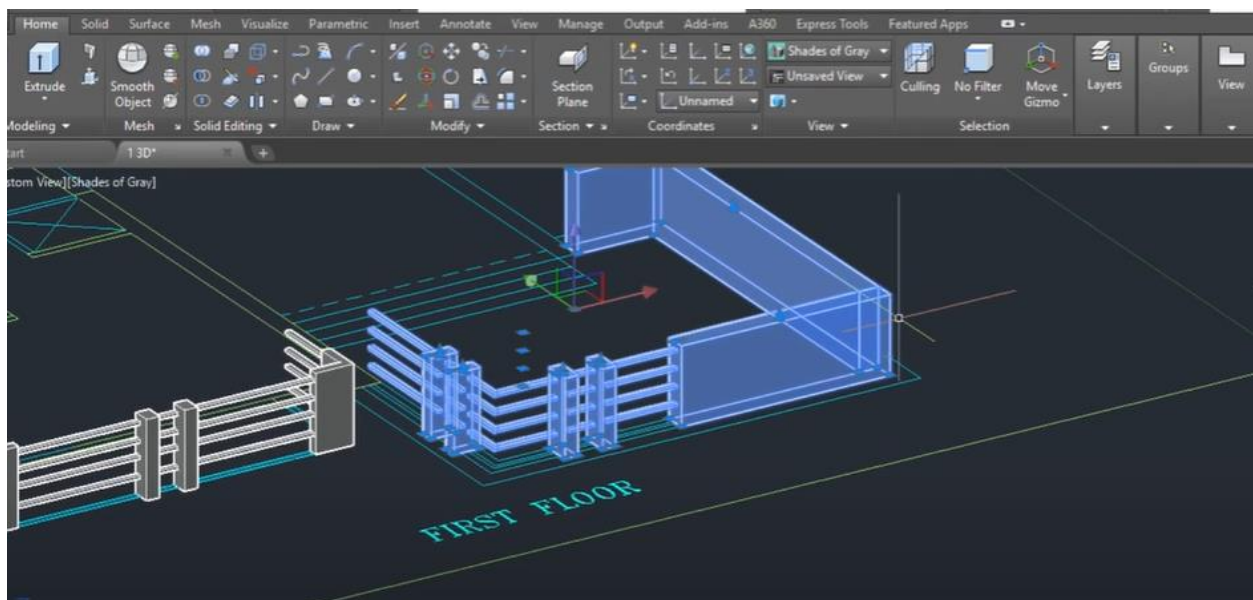 Home Solid Surface Mesh Visualize Parametric Insert Annotate View Manage Output Add-ins A360 Express Tools Featured Apps
Extrude
Smooth Object
Section Plane
Shades of Gray
Unsaved View
Unnamed
Culling
No Filter
Move Gizmo
Layers
Groups
View
Modeling Mesh Solid Editing Draw Modify Section Coordinates View Selection
tart 1 3D*
stom View][Shades of Gray]
FIRST FLOOR